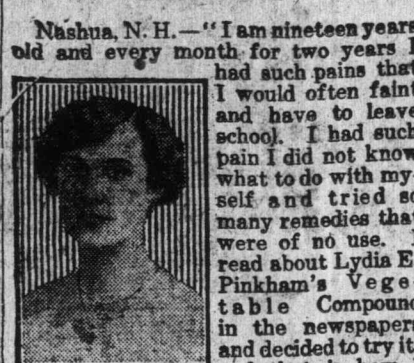 Nashua, N. H.—“I am nineteen years
old and every month for two years I
had such pains that
I would often faint
and have to leave
school. I had such
pain I did not know
what to do with my-
self and tried so
many remedies that
were of no use. I
read about Lydia E.
Pinkham's Vege-
table Compound
in the newspapers
and decided to try it